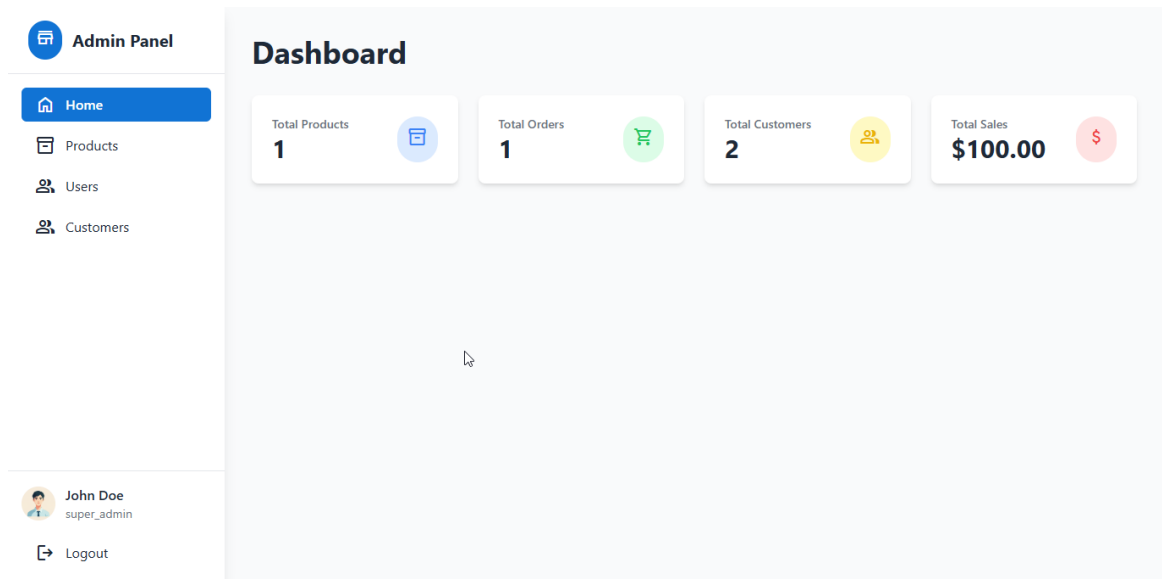 Admin Panel
Home
Products
Users
Customers
John Doe
super_admin
Logout
Dashboard
Total Products
1
Total Orders
1
Total Customers
2
Total Sales
$100.00